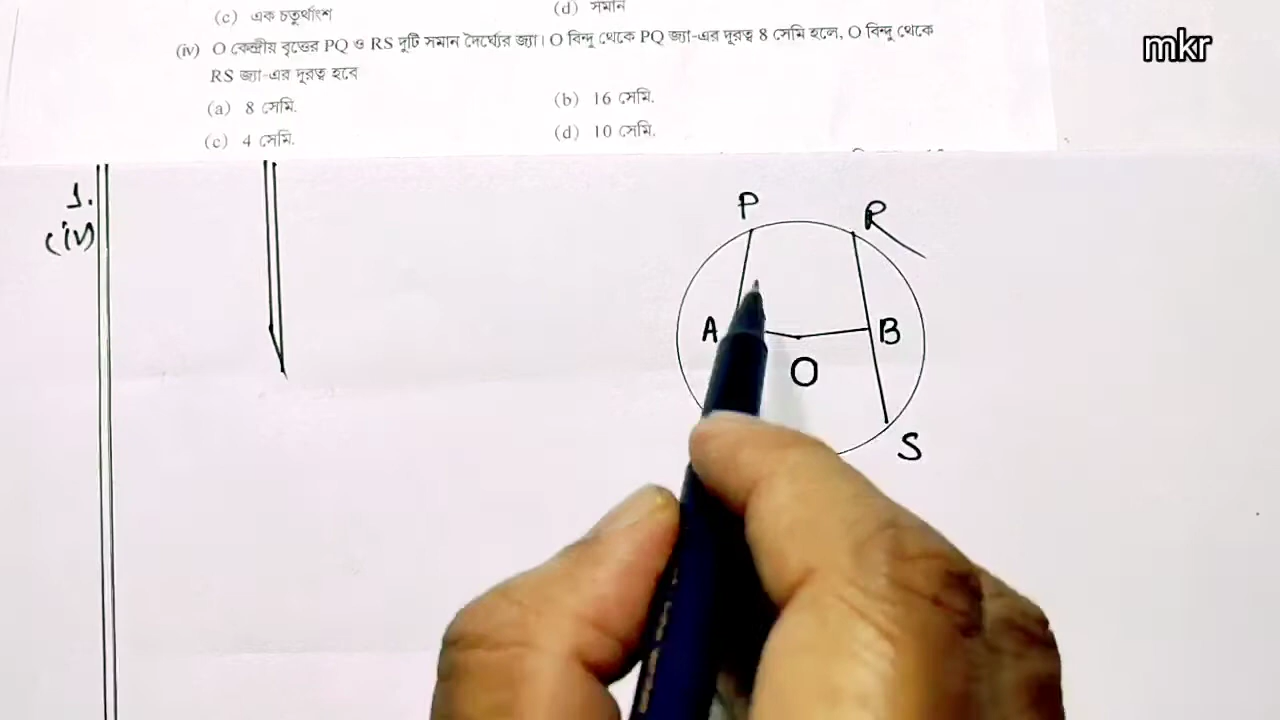 (c) এক চতুর্থাংশ (d) সমান
mkr
(iv) O কেন্দ্রীয় বৃত্তের PQ ও RS দুটি সমান দৈর্ঘ্যের জ্যা। O বিন্দু থেকে PQ জ্যা-এর দূরত্ব 8 সেমি হলে, O বিন্দু থেকে
RS জ্যা-এর দূরত্ব হবে
(a) 8 সেমি. (b) 16 সেমি.
(c) 4 সেমি. (d) 10 সেমি.
1.
(iv)
P
R
A
B
O
S